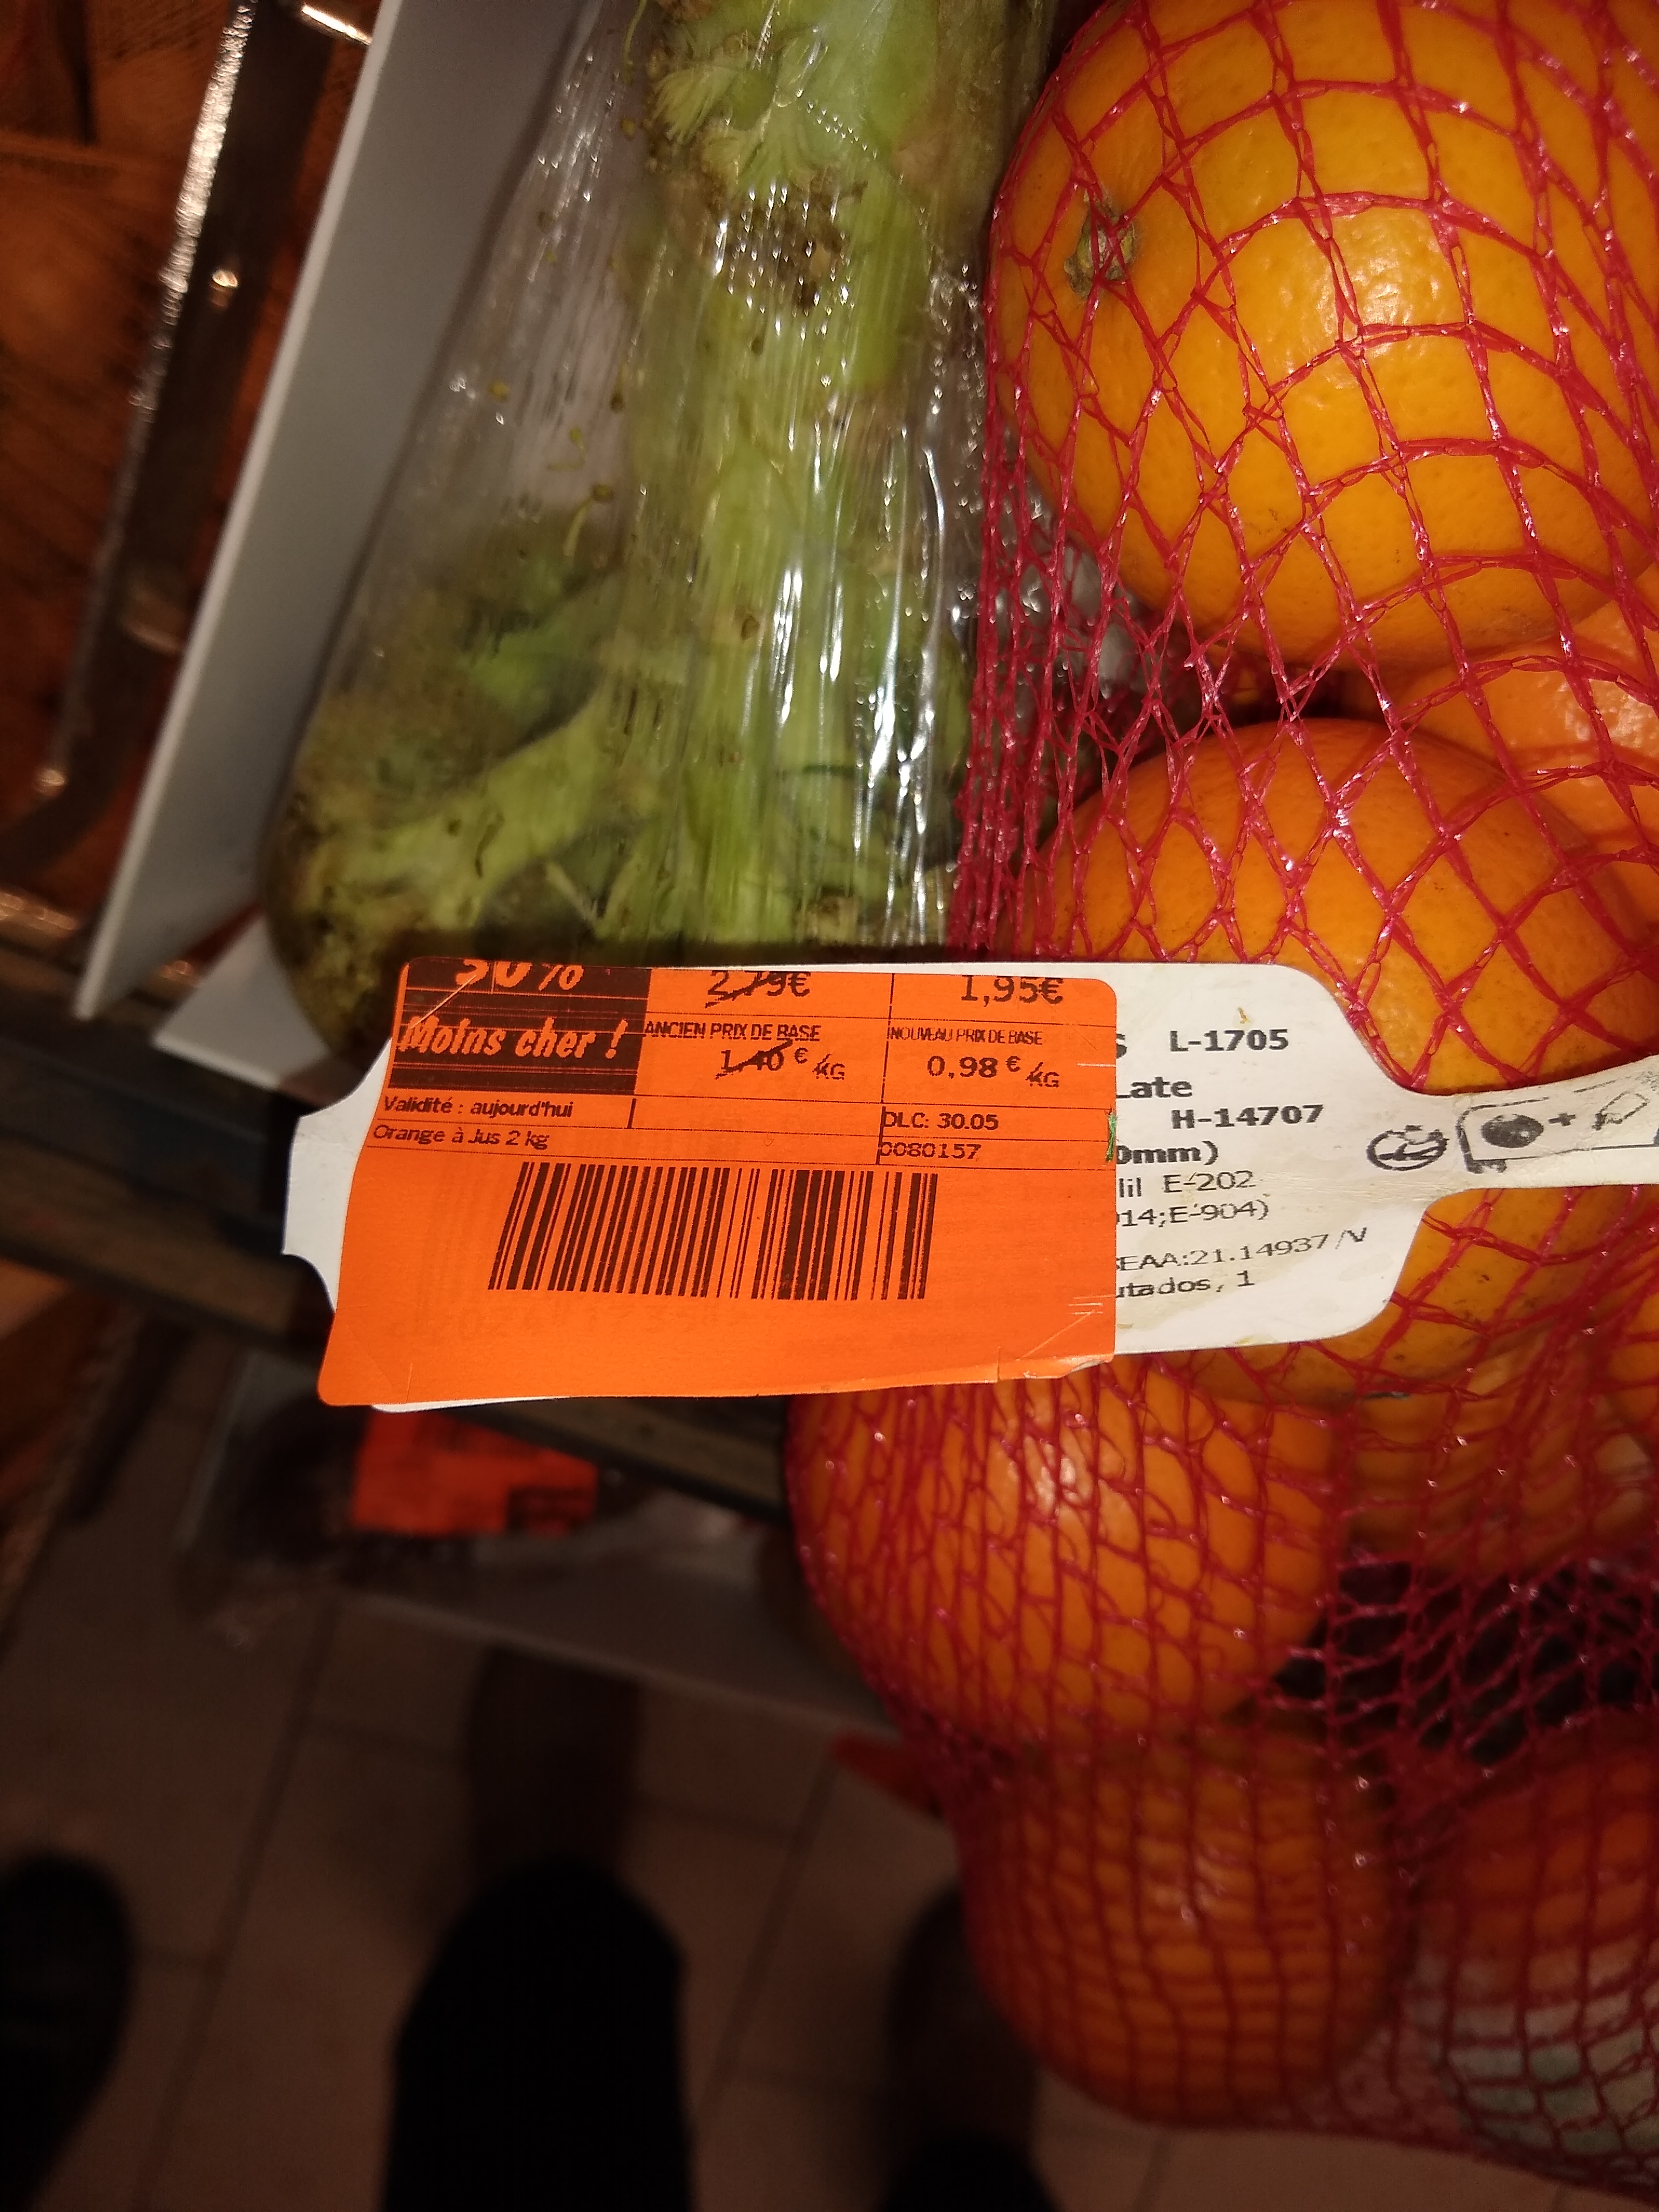 30%
Moins cher !
2,79€
1,95€
ANCIEN PRIX DE BASE
1.40 € KG
NOUVEAU PRIX DE BASE
0.98 € KG
Validité : aujourd'hui
DLC: 30.05
Orange à Jus 2 kg
0080157
S L-1705
Late
H-14707
0mm)
lil E-202
14;E-904)
EAA:21.14937/V
utados, 1